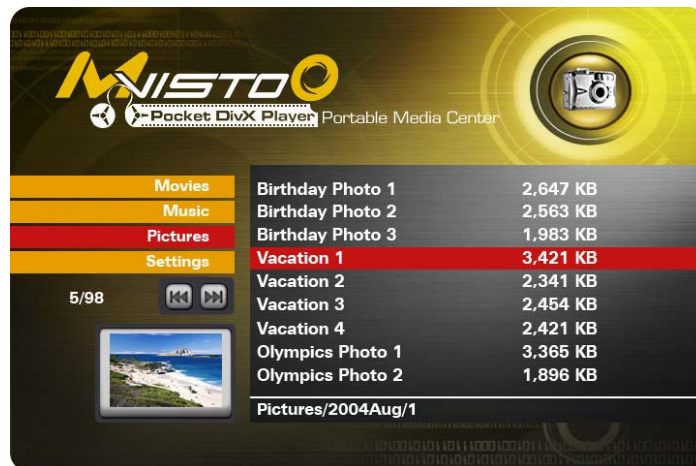 MVISTO
Pocket DivX Player Portable Media Center
Movies
Music
Pictures
Settings
5/98
Birthday Photo 1 2,647 KB
Birthday Photo 2 2,563 KB
Birthday Photo 3 1,983 KB
Vacation 1 3,421 KB
Vacation 2 2,341 KB
Vacation 3 2,454 KB
Vacation 4 2,421 KB
Olympics Photo 1 3,365 KB
Olympics Photo 2 1,896 KB
Pictures/2004Aug/1